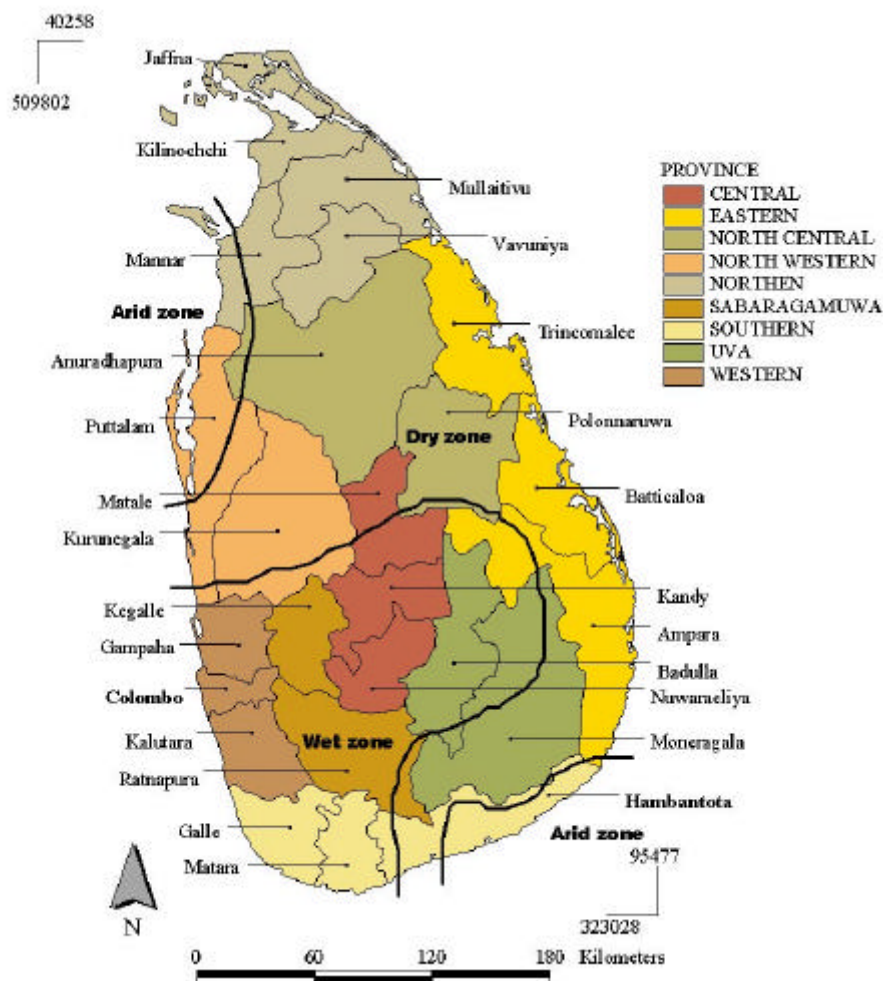 40258
509802
Jaffna
Kilinochchi
Mullaitivu
Vavuniya
Mannar
Arid zone
Trincomalee
Anuradhapura
Puttalam
Polonnaruwa
Dry zone
Matale
Batticaloa
Kurunegala
Kegalle
Kandy
Gampaha
Ampara
Badulla
Colombo
Nuwaraeliya
Kalutara
Wet zone
Moneragala
Ratnapura
Hambantota
Galle
Arid zone
Matara
95477
323028
N
0 60 120 180 Kilometers
PROVINCE
CENTRAL
EASTERN
NORTH CENTRAL
NORTH WESTERN
NORTHEN
SABARAGAMUWA
SOUTHERN
UVA
WESTERN